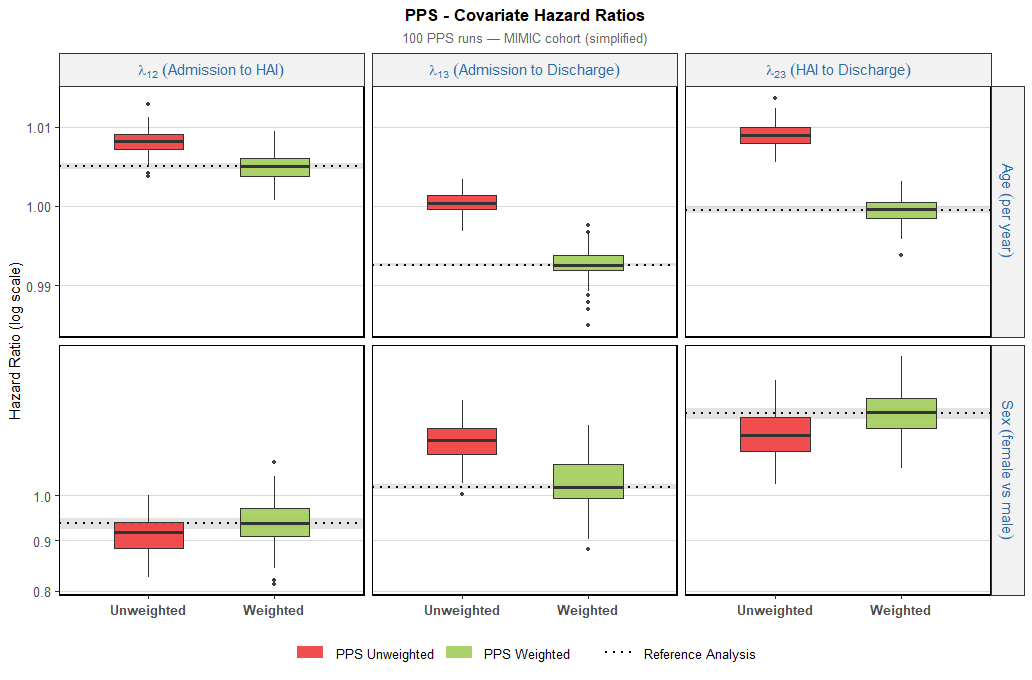 PPS - Covariate Hazard Ratios
100 PPS runs — MIMIC cohort (simplified)
λ12 (Admission to HAI)
λ13 (Admission to Discharge)
λ23 (HAI to Discharge)
Hazard Ratio (log scale)
1.01
1.00
0.99
Age (per year)
1.0
0.9
0.8
Sex (female vs male)
Unweighted
Weighted
Unweighted
Weighted
Unweighted
Weighted
PPS Unweighted
PPS Weighted
Reference Analysis